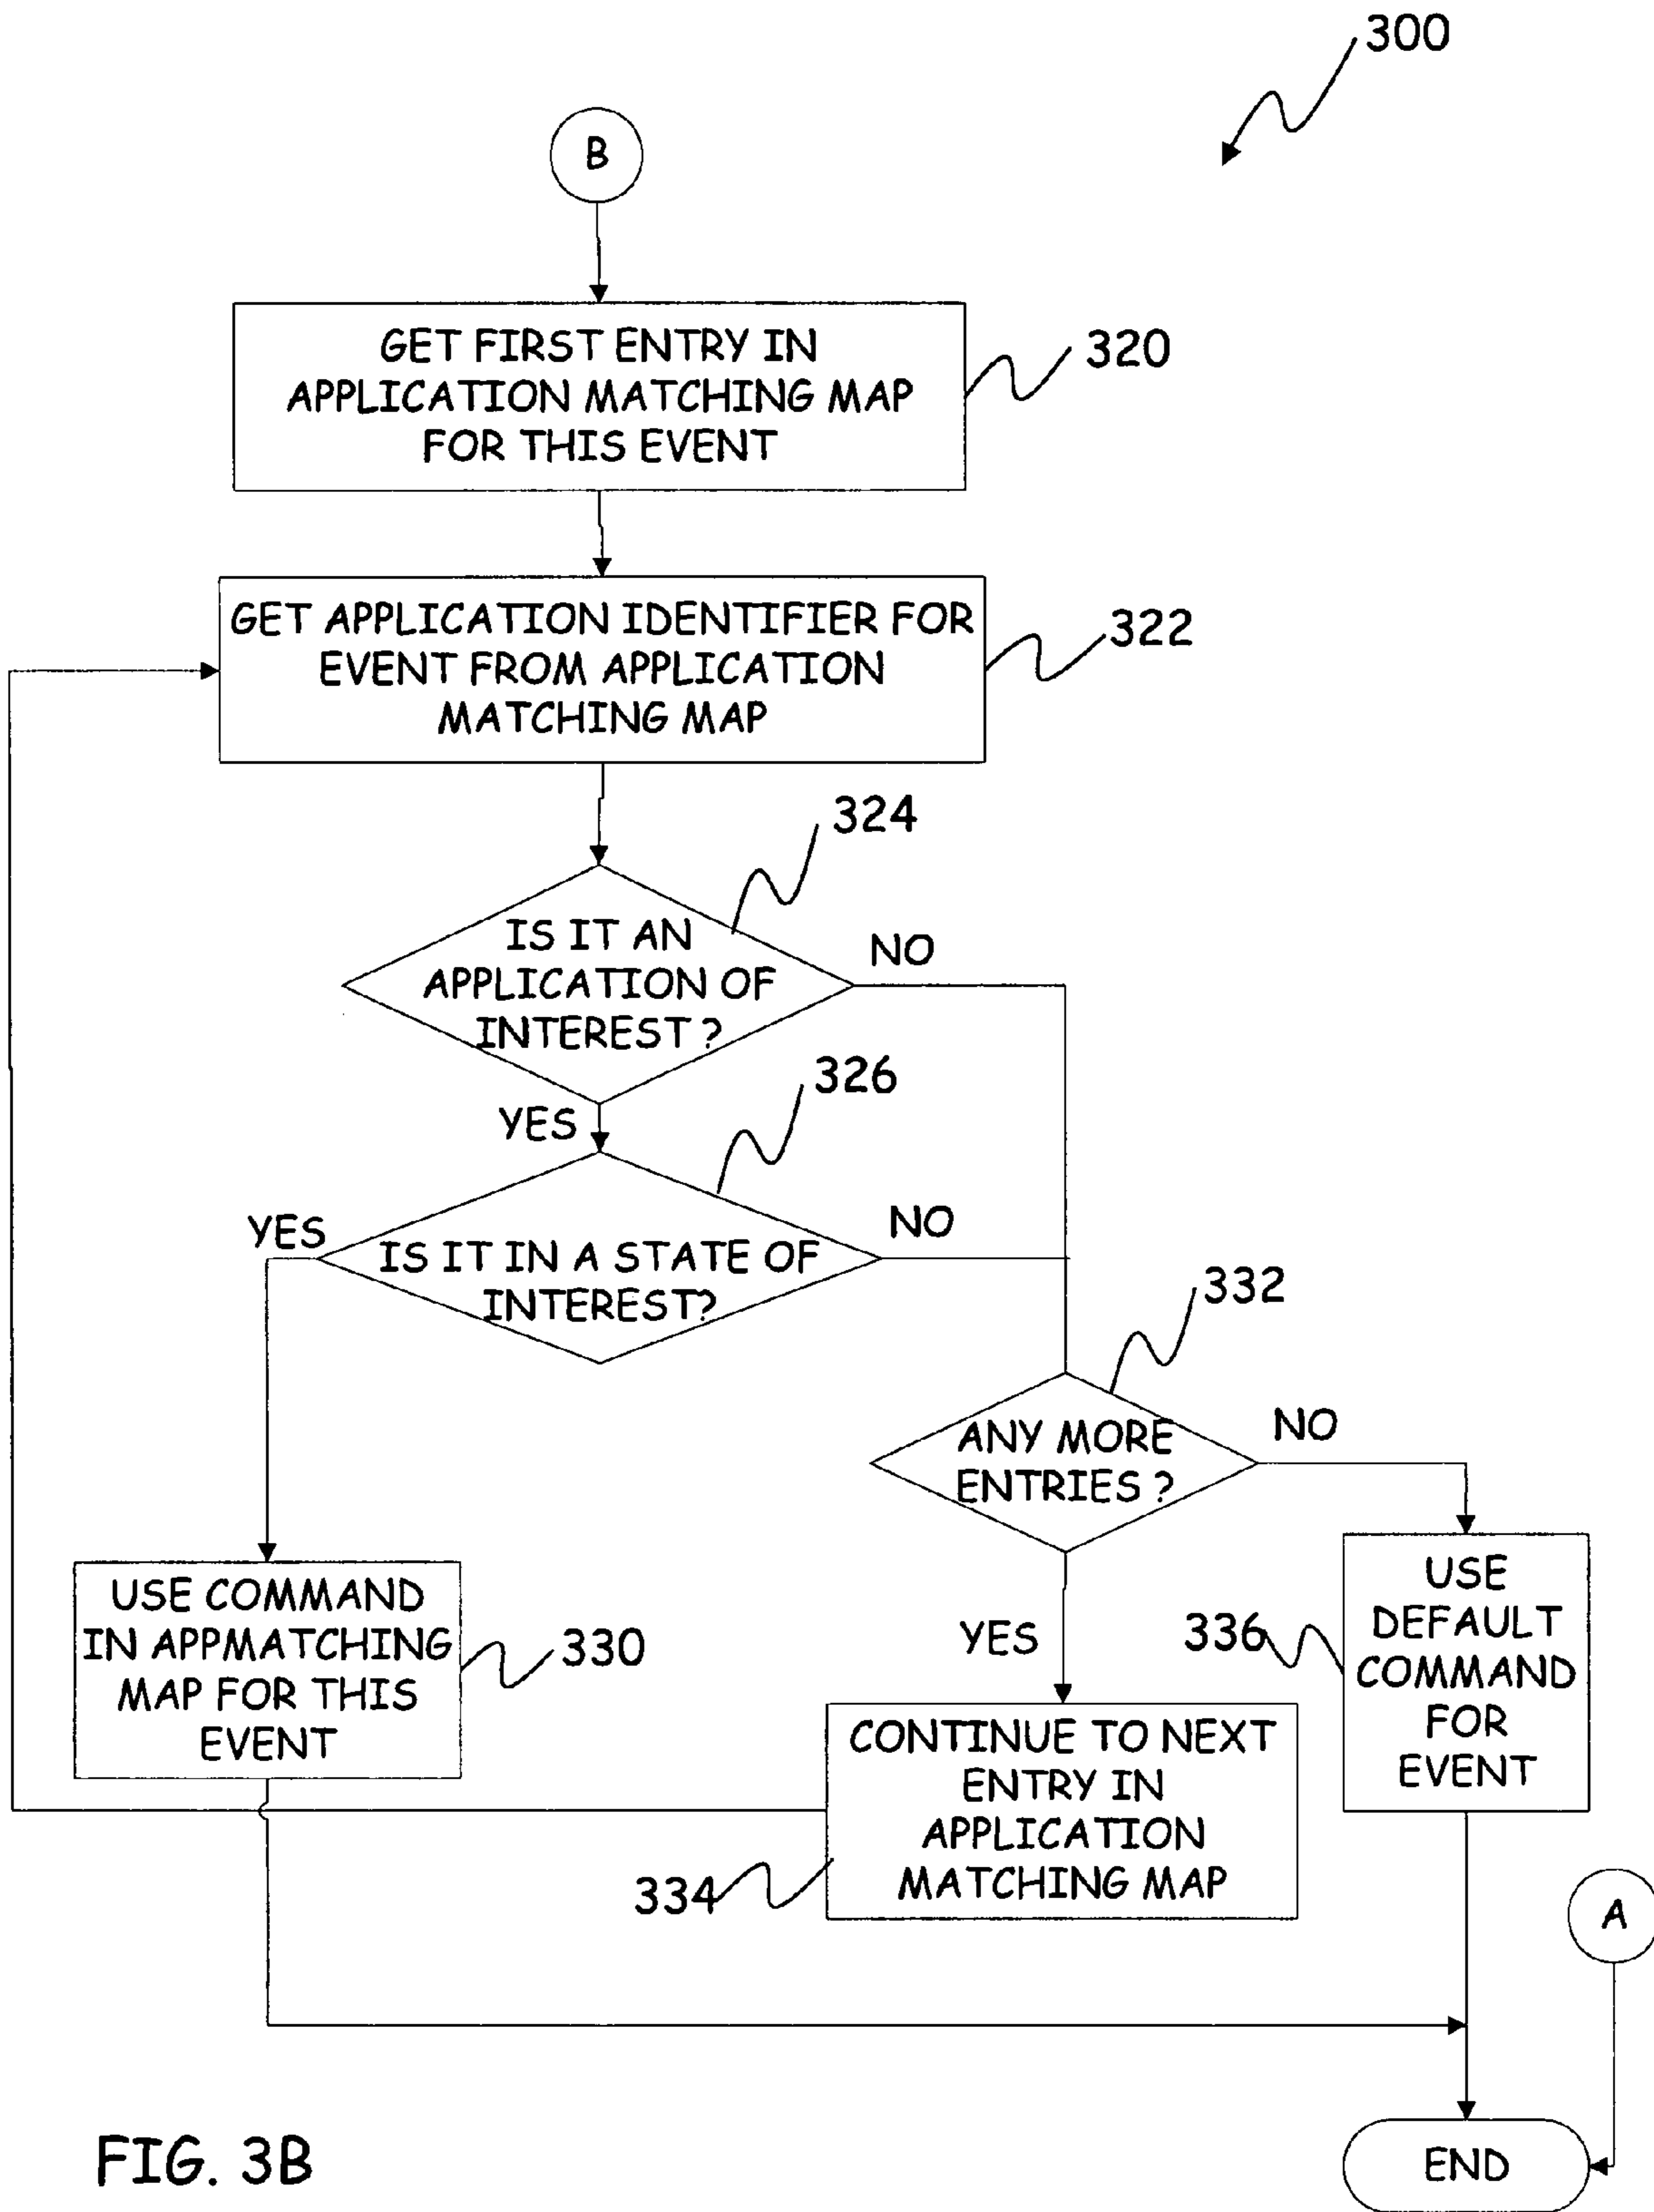 300
B
GET FIRST ENTRY IN
APPLICATION MATCHING MAP
FOR THIS EVENT
320
GET APPLICATION IDENTIFIER FOR
EVENT FROM APPLICATION
MATCHING MAP
322
324
IS IT AN
APPLICATION OF
INTEREST ?
NO
YES
326
YES
IS IT IN A STATE OF
INTEREST?
NO
332
ANY MORE
ENTRIES ?
NO
YES
USE COMMAND
IN APPMATCHING
MAP FOR THIS
EVENT
330
336
USE
DEFAULT
COMMAND
FOR
EVENT
CONTINUE TO NEXT
ENTRY IN
APPLICATION
MATCHING MAP
334
A
END
FIG. 3B